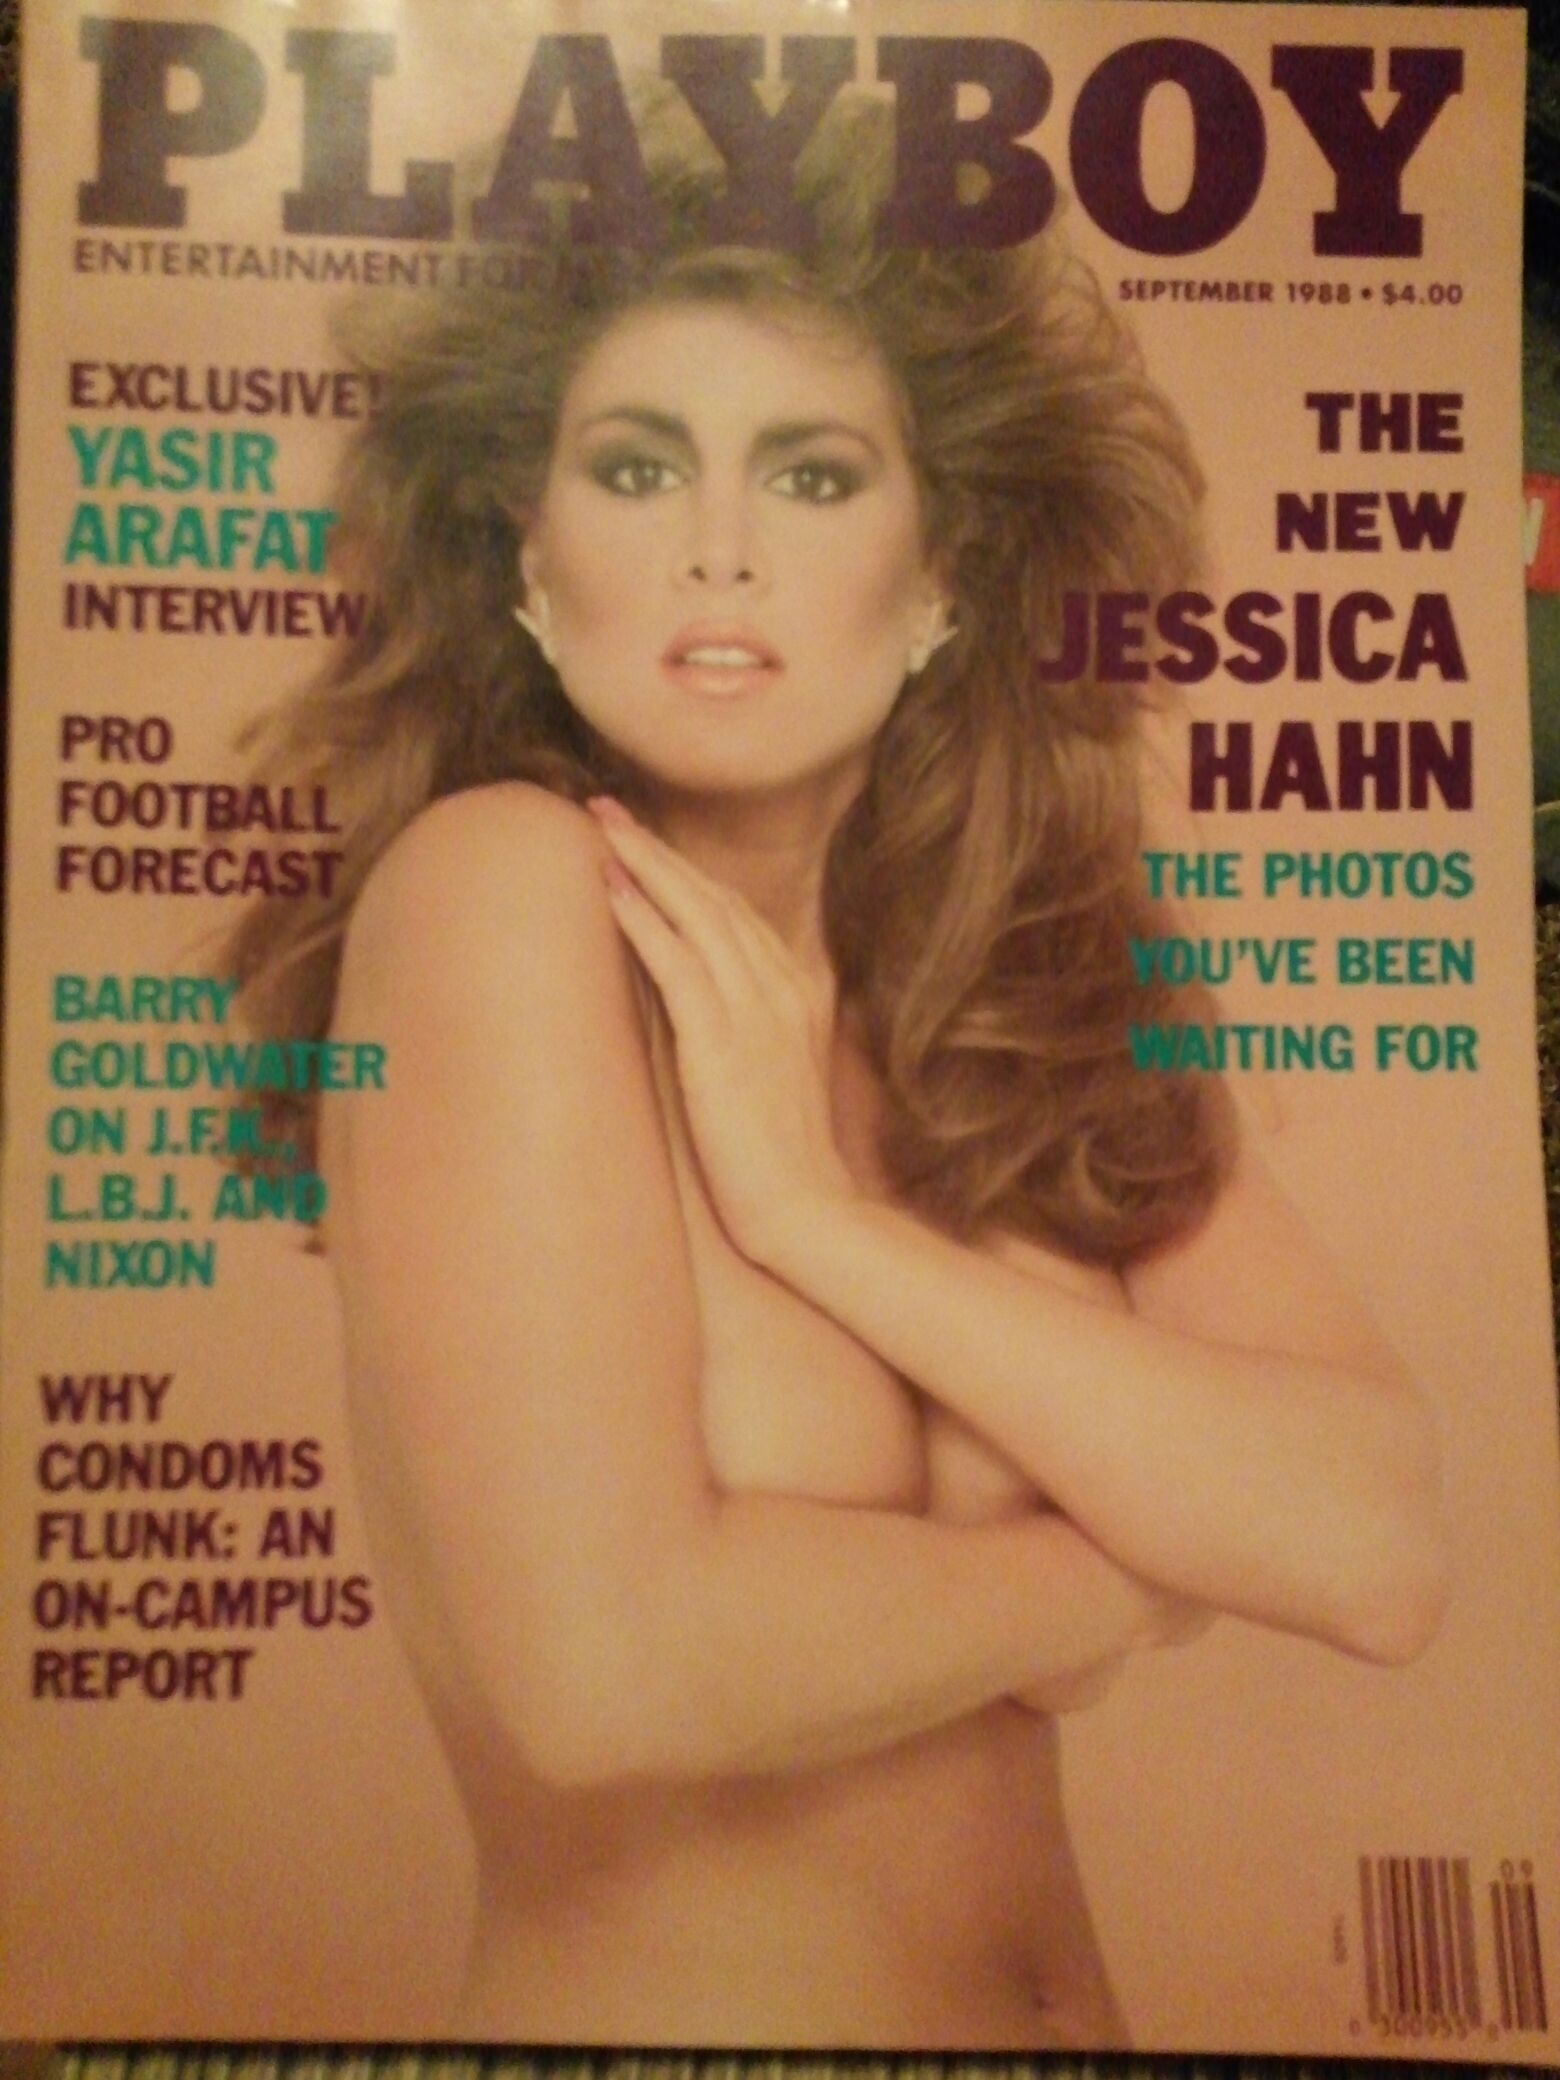 PLAYBOY
ENTERTAINMENT FOR
SEPTEMBER 1988 • $4.00
EXCLUSIVE!
YASIR
ARAFAT
INTERVIEW
PRO
FOOTBALL
FORECAST
BARRY
GOLDWATER
ON J.F.K.,
L.B.J. AND
NIXON
WHY
CONDOMS
FLUNK: AN
ON-CAMPUS
REPORT
THE
NEW
JESSICA
HAHN
THE PHOTOS
YOU'VE BEEN
WAITING FOR
09